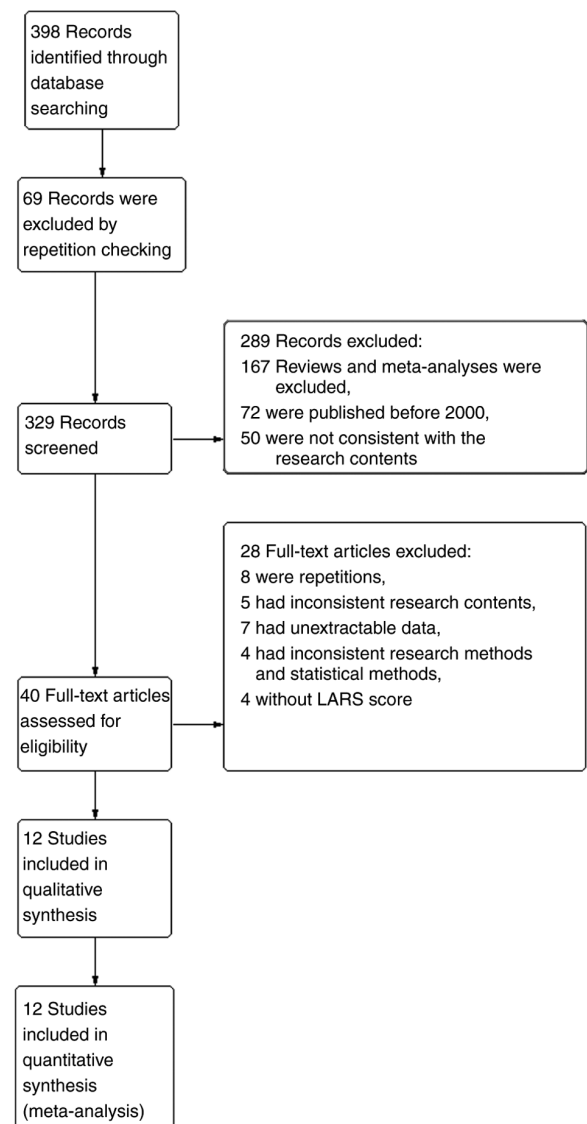 398 Records
identified through
database
searching
69 Records were
excluded by
repetition checking
289 Records excluded:
167 Reviews and meta-analyses were
excluded,
72 were published before 2000,
50 were not consistent with the
research contents
329 Records
screened
28 Full-text articles excluded:
8 were repetitions,
5 had inconsistent research contents,
7 had unextractable data,
4 had inconsistent research methods
and statistical methods,
4 without LARS score
40 Full-text articles
assessed for
eligibility
12 Studies
included in
qualitative
synthesis
12 Studies
included in
quantitative
synthesis
(meta-analysis)